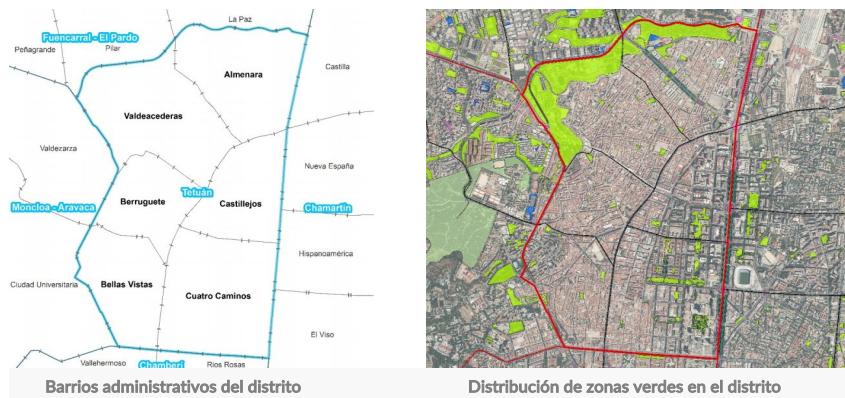 La Paz
Fuencarral - El Pardo
Peñagrande
Pilar
Almenara
Castilla
Valdeacederas
Valdezarza
Nueva España
Tetuán
Moncloa - Aravaca
Berruguete
Castillejos
Chamartín
Hispanoamérica
Ciudad Universitaria
Bellas Vistas
Cuatro Caminos
El Viso
Vallehermoso
Chamberí
Rios Rosas
Barrios administrativos del distrito
Distribución de zonas verdes en el distrito